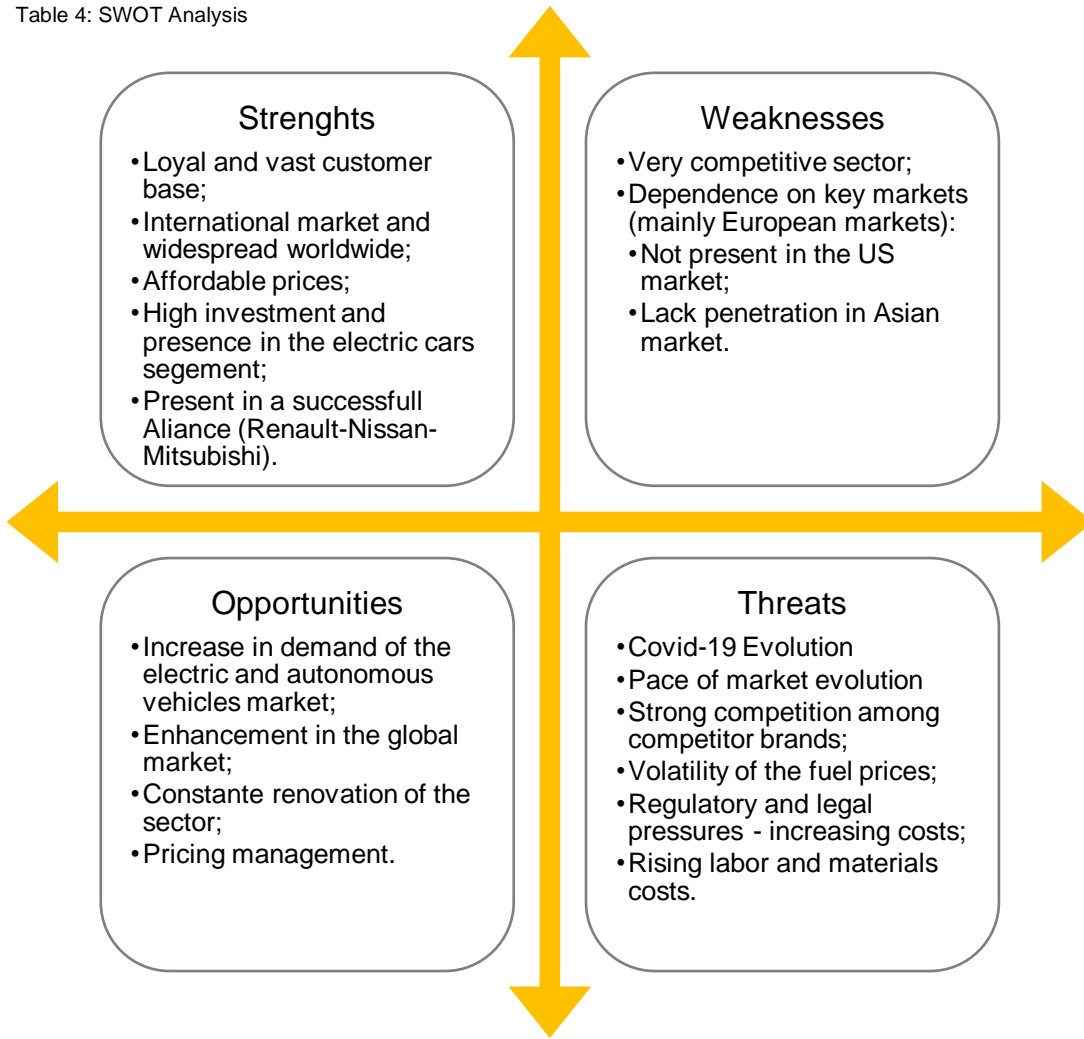 Table 4: SWOT Analysis
Strenghts
•Loyal and vast customer
base;
•International market and
widespread worldwide;
•Affordable prices;
•High investment and
presence in the electric cars
segement;
•Present in a successfull
Aliance (Renault-Nissan-
Mitsubishi).
Weaknesses
•Very competitive sector;
•Dependence on key markets
(mainly European markets):
•Not present in the US
market;
•Lack penetration in Asian
market.
Opportunities
•Increase in demand of the
electric and autonomous
vehicles market;
•Enhancement in the global
market;
•Constante renovation of the
sector;
•Pricing management.
Threats
•Covid-19 Evolution
•Pace of market evolution
•Strong competition among
competitor brands;
•Volatility of the fuel prices;
•Regulatory and legal
pressures - increasing costs;
•Rising labor and materials
costs.